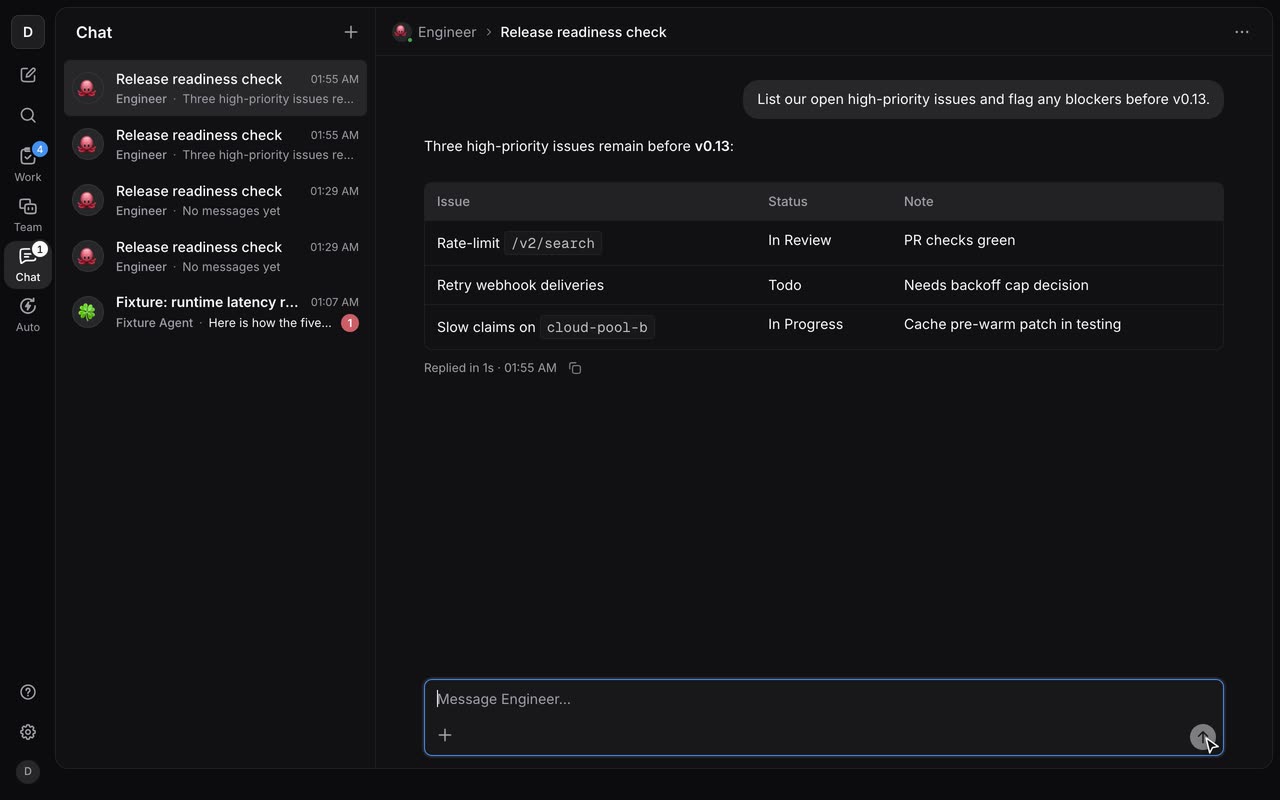 D
4
Work
Team
1
Chat
Auto
D
Chat
Release readiness check 01:55 AM
Engineer · Three high-priority issues re...
Release readiness check 01:55 AM
Engineer · Three high-priority issues re...
Release readiness check 01:29 AM
Engineer · No messages yet
Release readiness check 01:29 AM
Engineer · No messages yet
Fixture: runtime latency r... 01:07 AM
Fixture Agent · Here is how the five... 1
Engineer › Release readiness check
List our open high-priority issues and flag any blockers before v0.13.
Three high-priority issues remain before v0.13:
Issue Status Note
Rate-limit /v2/search In Review PR checks green
Retry webhook deliveries Todo Needs backoff cap decision
Slow claims on cloud-pool-b In Progress Cache pre-warm patch in testing
Replied in 1s · 01:55 AM
Message Engineer...